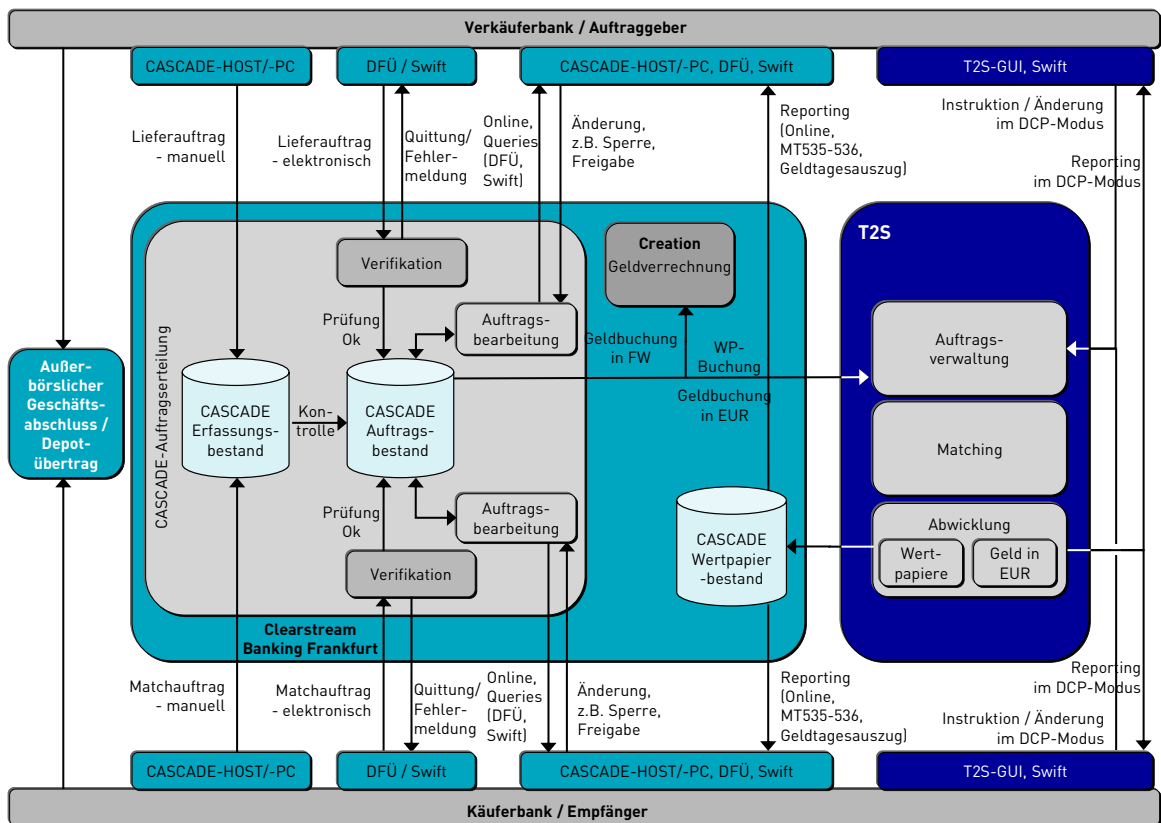 Verkäuferbank / Auftraggeber
CASCADE-HOST/-PC
DFÜ / Swift
CASCADE-HOST/-PC, DFÜ, Swift
T2S-GUI, Swift
Lieferauftrag
- manuell
Lieferauftrag
- elektronisch
Quittung/
Fehler-
meldung
Online,
Queries
(DFÜ,
Swift)
Änderung,
z.B. Sperre,
Freigabe
Reporting
(Online,
MT535-536,
Geldtagesauszug)
Instruktion / Änderung
im DCP-Modus
Reporting
im DCP-Modus
Außer-
börslicher
Geschäfts-
abschluss /
Depot-
übertrag
CASCADE-Auftragserteilung
Verifikation
Prüfung
Ok
Auftrags-
bearbeitung
CASCADE
Erfassungs-
bestand
Kon-
trolle
CASCADE
Auftrags-
bestand
Prüfung
Ok
Auftrags-
bearbeitung
Verifikation
Clearstream
Banking Frankfurt
Creation
Geldverrechnung
Geldbuchung
in FW
WP-
Buchung
Geldbuchung
in EUR
CASCADE
Wertpapier
-bestand
T2S
Auftrags-
verwaltung
Matching
Abwicklung
Wert-
papiere
Geld in
EUR
Matchauftrag
- manuell
Matchauftrag
- elektronisch
Quittung/
Fehler-
meldung
Online,
Queries
(DFÜ,
Swift)
Änderung,
z.B. Sperre,
Freigabe
Reporting
(Online,
MT535-536,
Geldtagesauszug)
Reporting
im DCP-Modus
Instruktion / Änderung
im DCP-Modus
CASCADE-HOST/-PC
DFÜ / Swift
CASCADE-HOST/-PC, DFÜ, Swift
T2S-GUI, Swift
Käuferbank / Empfänger